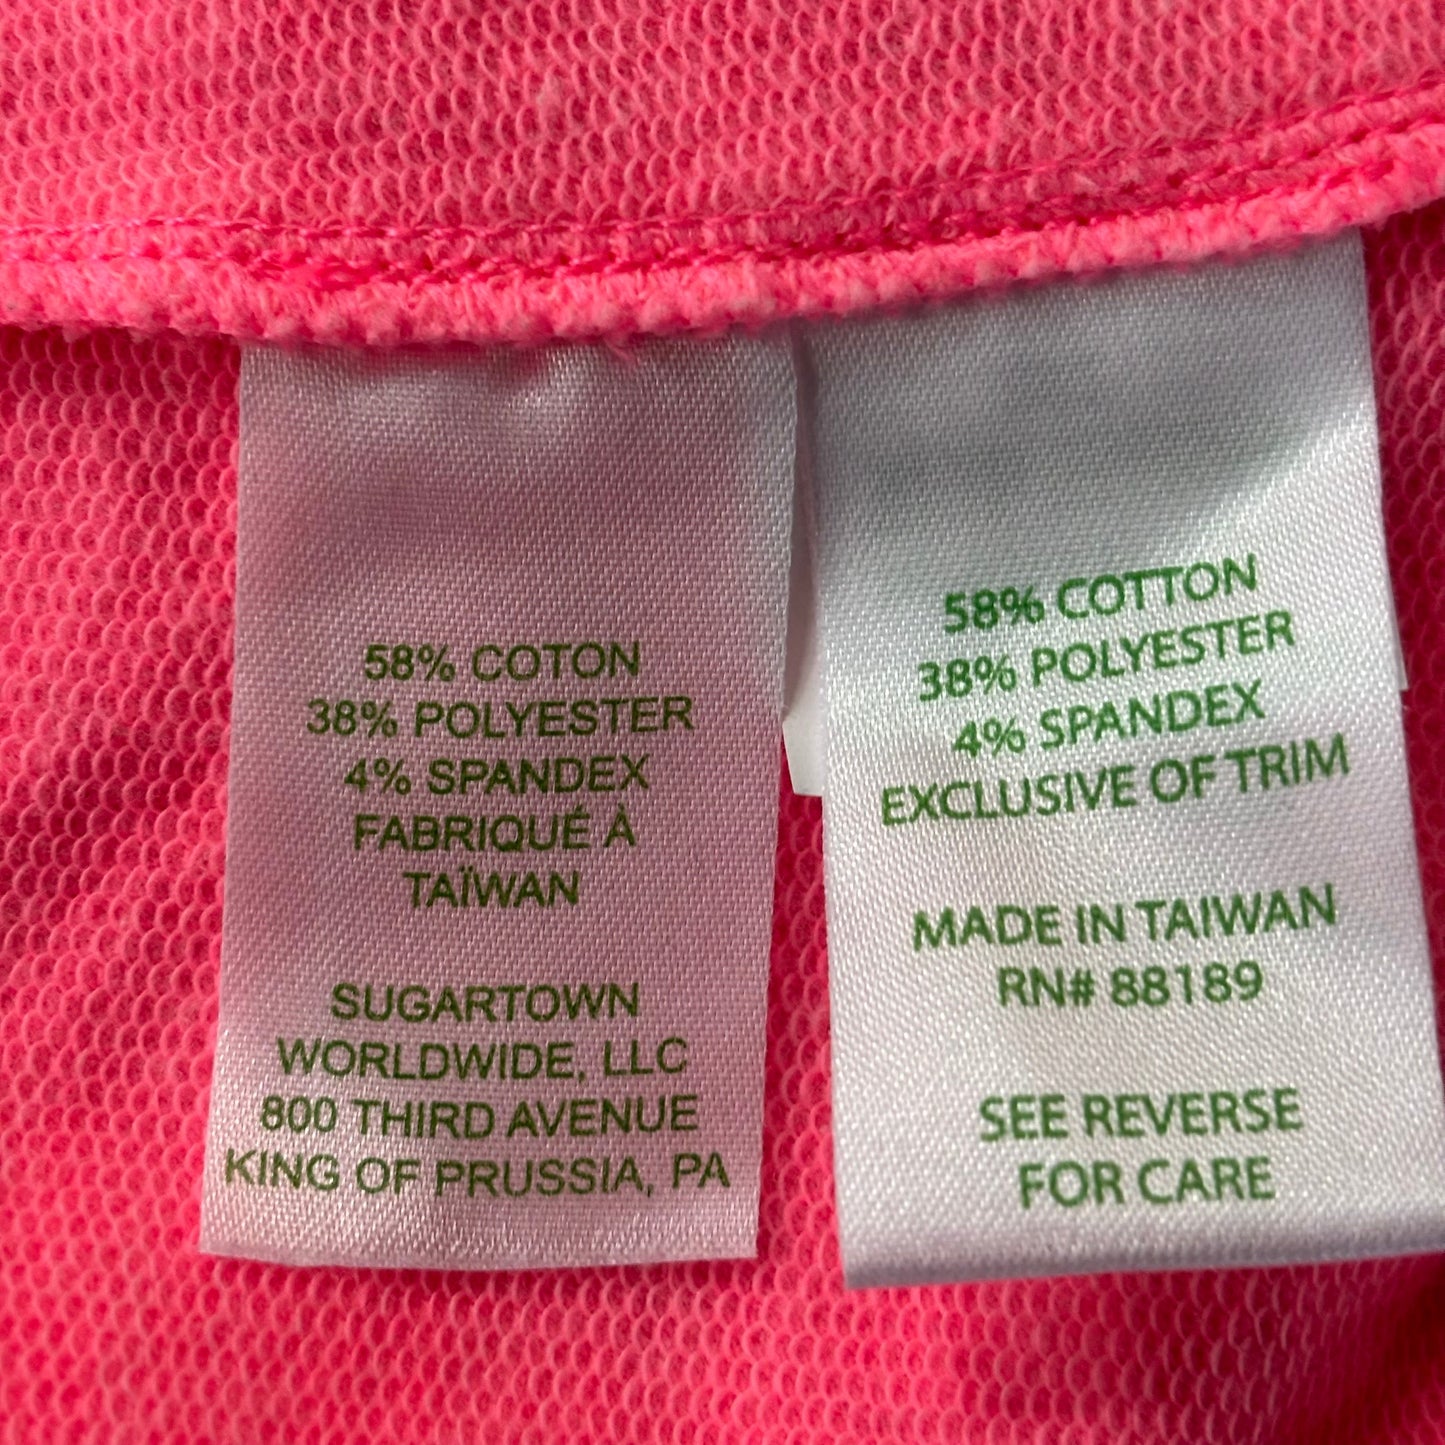 58% COTON
38% POLYESTER
4% SPANDEX
FABRIQUÉ À
TAÏWAN
SUGARTOWN
WORLDWIDE, LLC
800 THIRD AVENUE
KING OF PRUSSIA, PA
58% COTTON
38% POLYESTER
4% SPANDEX
EXCLUSIVE OF TRIM
MADE IN TAIWAN
RN# 88189
SEE REVERSE
FOR CARE